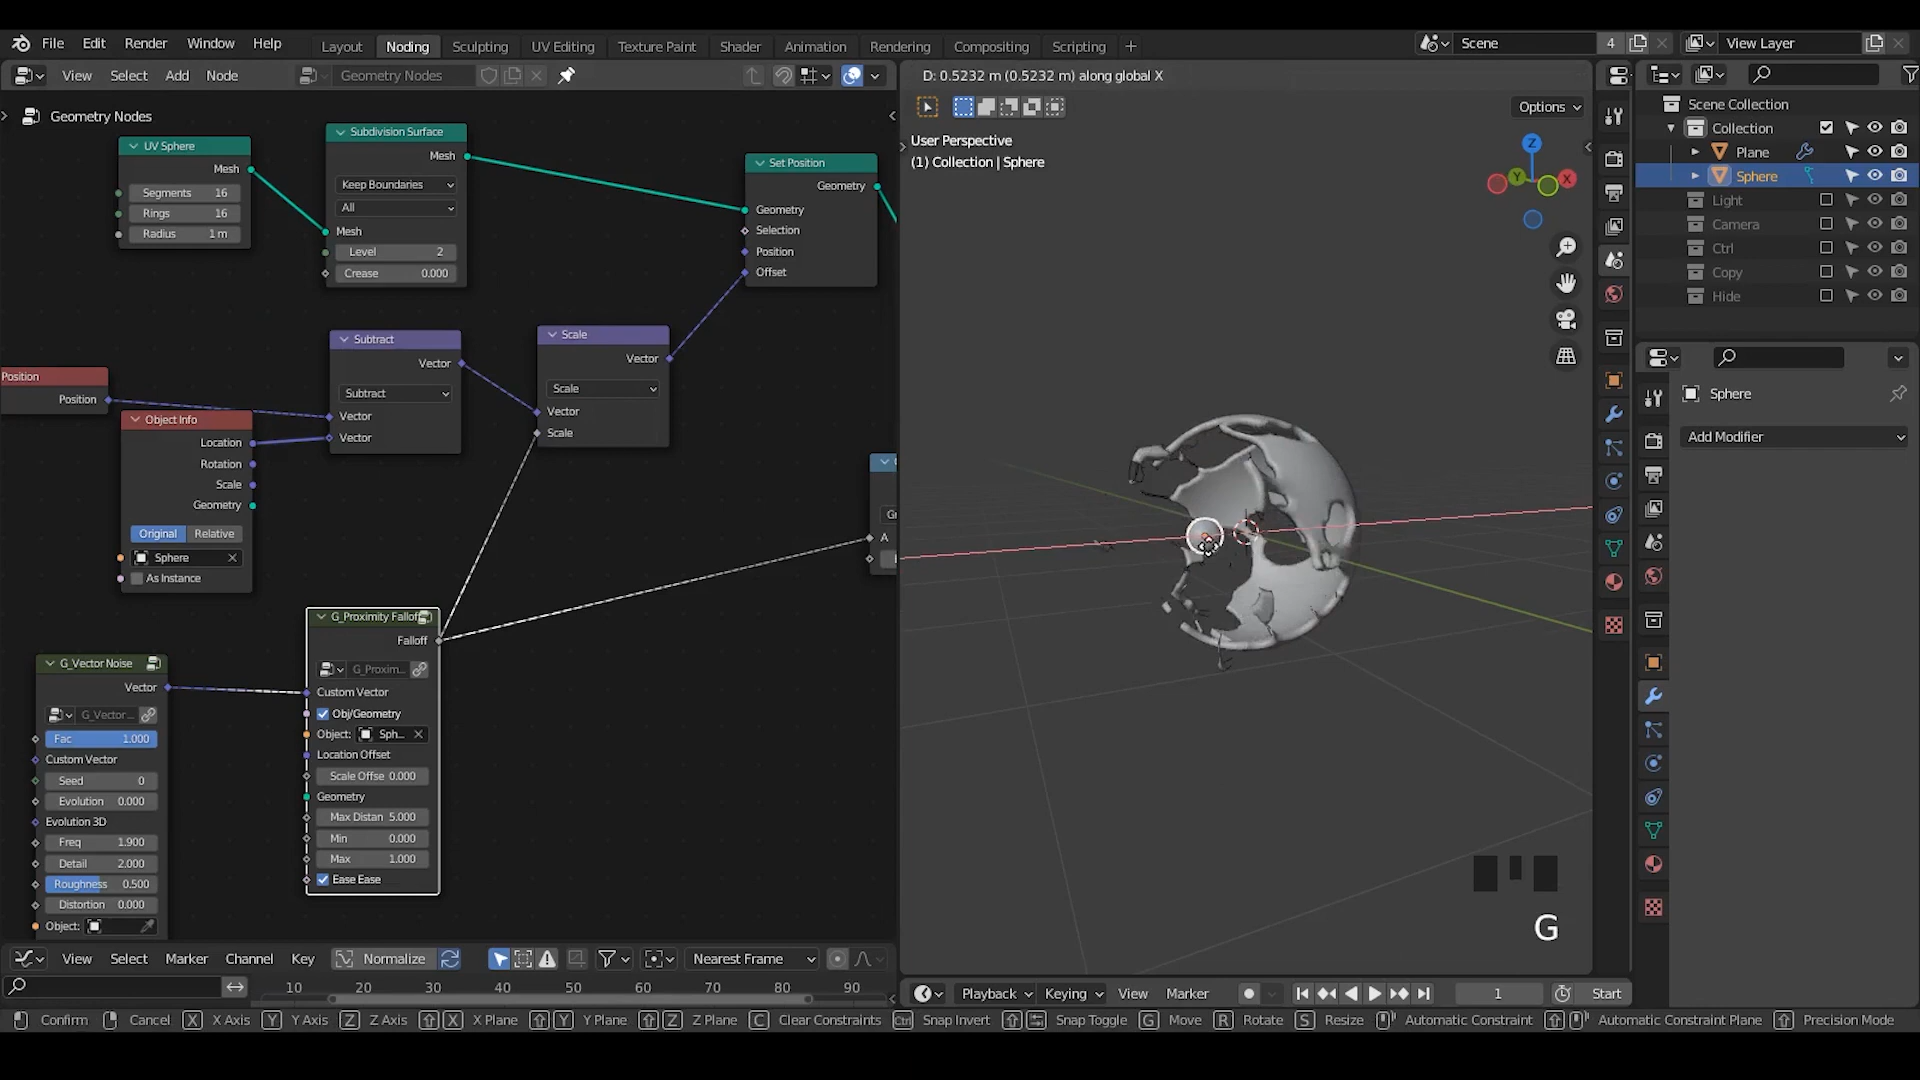 File Edit Render Window Help Layout Noding Sculpting UV Editing Texture Paint Shader Animation Rendering Compositing Scripting + Scene 4 View Layer
View Select Add Node Geometry Nodes D: 0.5232 m (0.5232 m) along global X
Options
Geometry Nodes
UV Sphere
Mesh
Segments 16
Rings 16
Radius 1 m
Subdivision Surface
Mesh
Keep Boundaries
All
Mesh
Level 2
Crease 0.000
Set Position
Geometry
Geometry
Selection
Position
Offset
Subtract
Vector
Subtract
Vector
Vector
Scale
Vector
Scale
Vector
Scale
Position
Position
Object Info
Location
Rotation
Scale
Geometry
Original Relative
Sphere
As Instance
Gr
A
G_Proximity Falloff
Falloff
G_Proxim...
Custom Vector
Obj/Geometry
Object: Sph...
Location Offset
Scale Offse 0.000
Geometry
Max Distan 5.000
Min 0.000
Max 1.000
Ease Ease
G_Vector Noise
Vector
G_Vector...
Fac 1.000
Custom Vector
Seed 0
Evolution 0.000
Evolution 3D
Freq 1.900
Detail 2.000
Roughness 0.500
Distortion 0.000
Object:
User Perspective
(1) Collection | Sphere
Z
Y
X
G
Scene Collection
Collection
Plane
Sphere
Light
Camera
Ctrl
Copy
Hide
Sphere
Add Modifier
View Select Marker Channel Key Normalize Nearest Frame
10 20 30 40 50 60 70 80 90
Playback Keying View Marker 1 Start
Confirm Cancel X X Axis Y Y Axis Z Z Axis X X Plane Y Y Plane Z Z Plane C Clear Constraints Ctrl Snap Invert Snap Toggle G Move R Rotate S Resize Automatic Constraint Automatic Constraint Plane Precision Mode